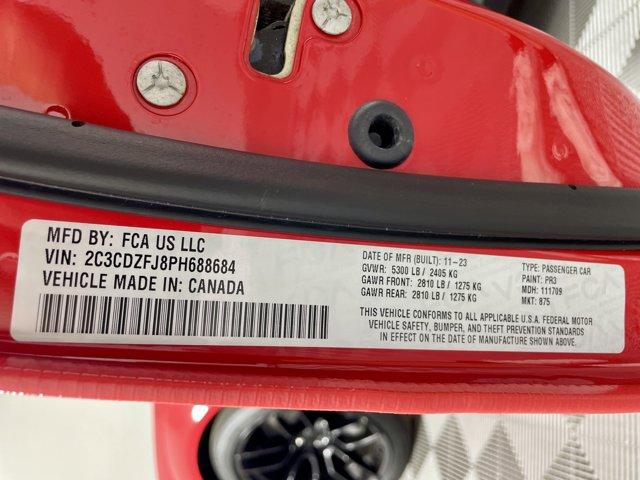 MFD BY: FCA US LLC
VIN: 2C3CDZFJ8PH688684
VEHICLE MADE IN: CANADA
DATE OF MFR (BUILT): 11-23
GVWR: 5300 LB / 2405 KG
GAWR FRONT: 2810 LB / 1275 KG
GAWR REAR: 2810 LB / 1275 KG
TYPE: PASSENGER CAR
PAINT: PR3
MDH: 111709
MKT: 875
THIS VEHICLE CONFORMS TO ALL APPLICABLE U.S.A. FEDERAL MOTOR
VEHICLE SAFETY, BUMPER, AND THEFT PREVENTION STANDARDS
IN EFFECT ON THE DATE OF MANUFACTURE SHOWN ABOVE.